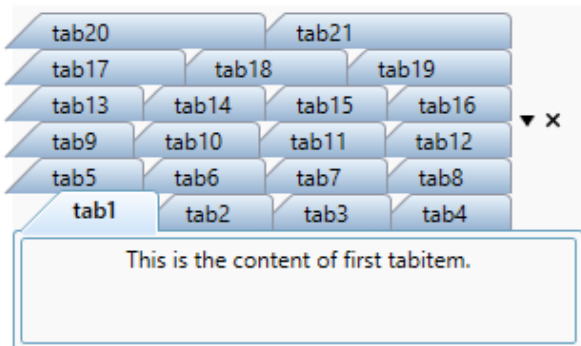 tab20 tab21
tab17 tab18 tab19
tab13 tab14 tab15 tab16
tab9 tab10 tab11 tab12
tab5 tab6 tab7 tab8
tab1 tab2 tab3 tab4
This is the content of first tabitem.